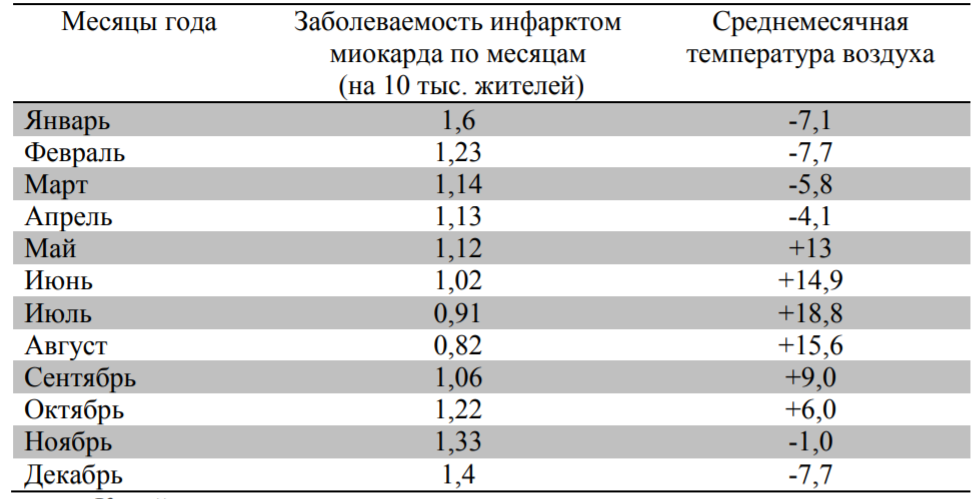 Месяцы года Заболеваемость инфарктом миокарда по месяцам (на 10 тыс. жителей) Среднемесячная температура воздуха
Январь 1,6 -7,1
Февраль 1,23 -7,7
Март 1,14 -5,8
Апрель 1,13 -4,1
Май 1,12 +13
Июнь 1,02 +14,9
Июль 0,91 +18,8
Август 0,82 +15,6
Сентябрь 1,06 +9,0
Октябрь 1,22 +6,0
Ноябрь 1,33 -1,0
Декабрь 1,4 -7,7